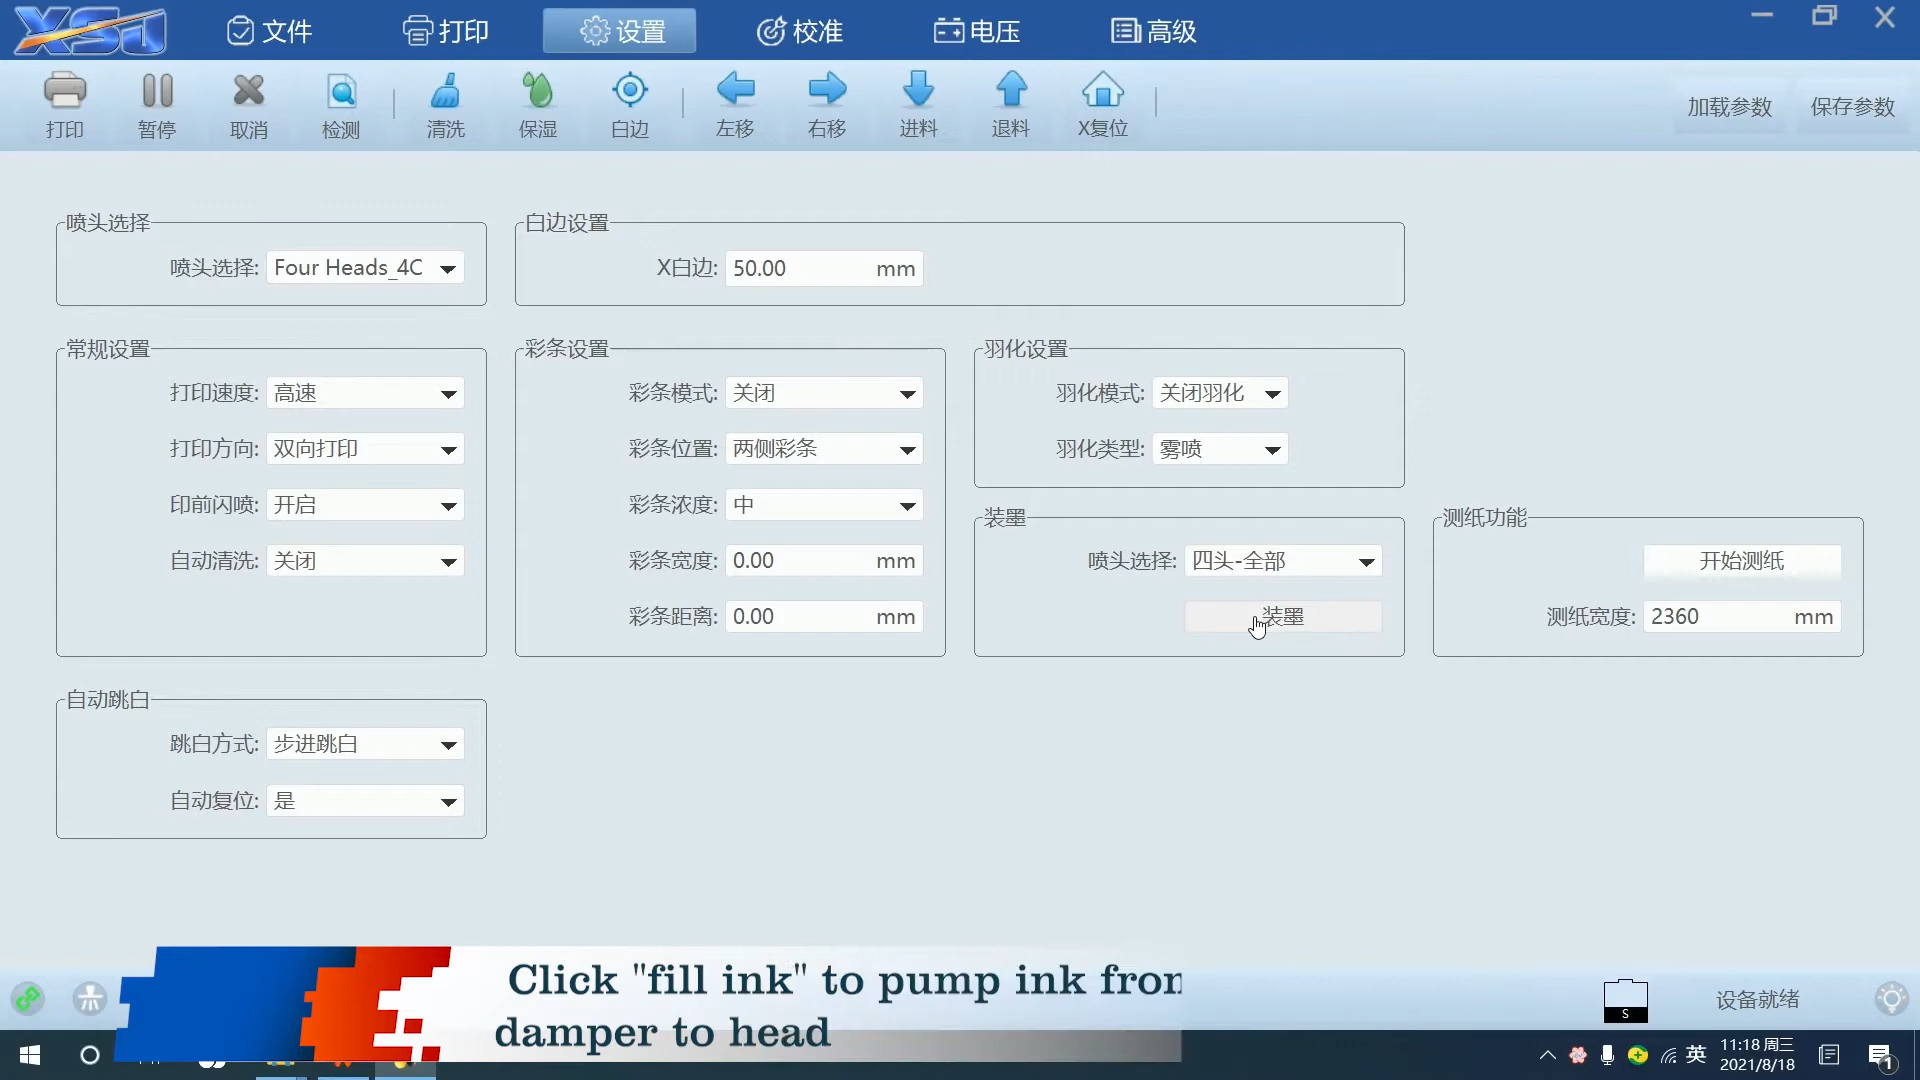 XSJ 文件 打印 设置 校准 电压 高级
打印 暂停 取消 检测 清洗 保湿 白边 左移 右移 进料 退料 X复位 加载参数 保存参数
喷头选择
喷头选择: Four Heads_4C
白边设置
X白边: 50.00 mm
常规设置
打印速度: 高速
打印方向: 双向打印
印前闪喷: 开启
自动清洗: 关闭
彩条设置
彩条模式: 关闭
彩条位置: 两侧彩条
彩条浓度: 中
彩条宽度: 0.00 mm
彩条距离: 0.00 mm
羽化设置
羽化模式: 关闭羽化
羽化类型: 雾喷
装墨
喷头选择: 四头-全部
装墨
测纸功能
开始测纸
测纸宽度: 2360 mm
自动跳白
跳白方式: 步进跳白
自动复位: 是
Click "fill ink" to pump ink from
damper to head
S
设备就绪
英
11:18 周三
2021/8/18
1